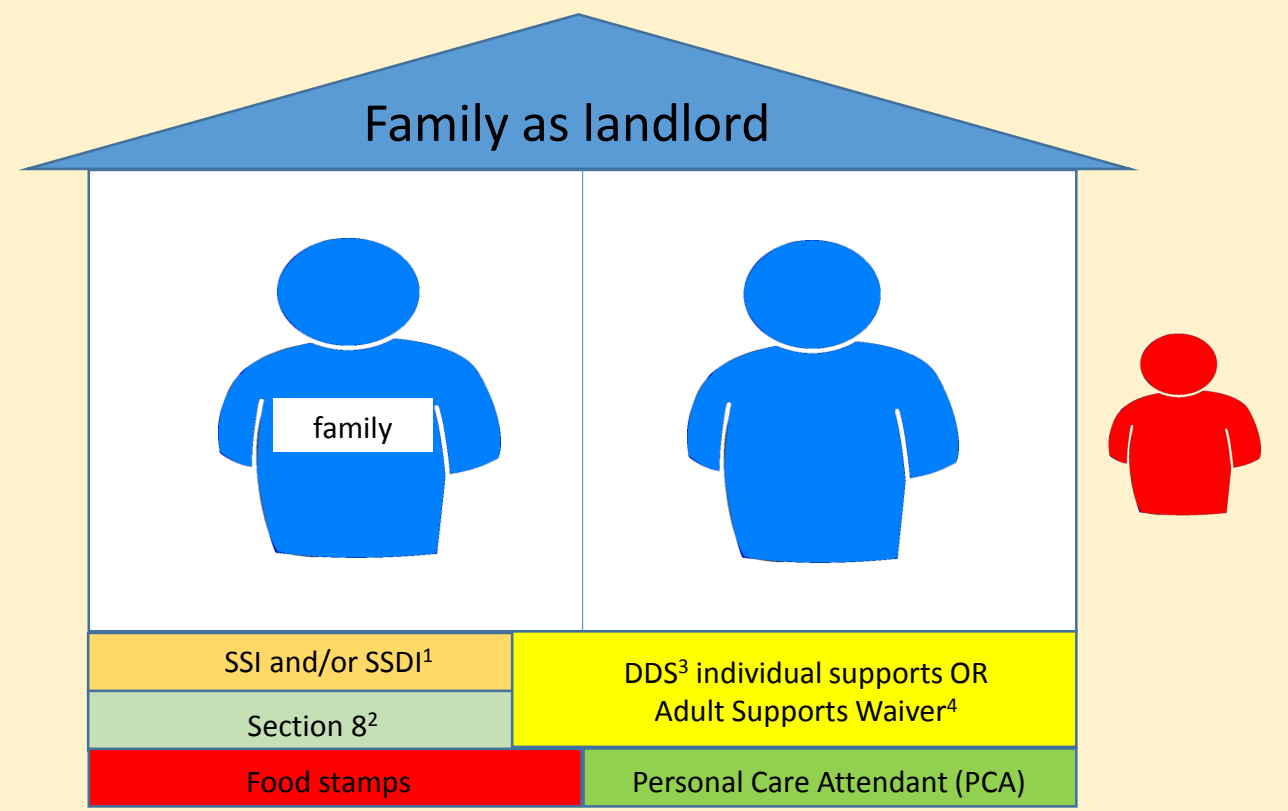 Family as landlord
family
SSI and/or SSDI¹
Section 8²
DDS³ individual supports OR
Adult Supports Waiver⁴
Food stamps
Personal Care Attendant (PCA)